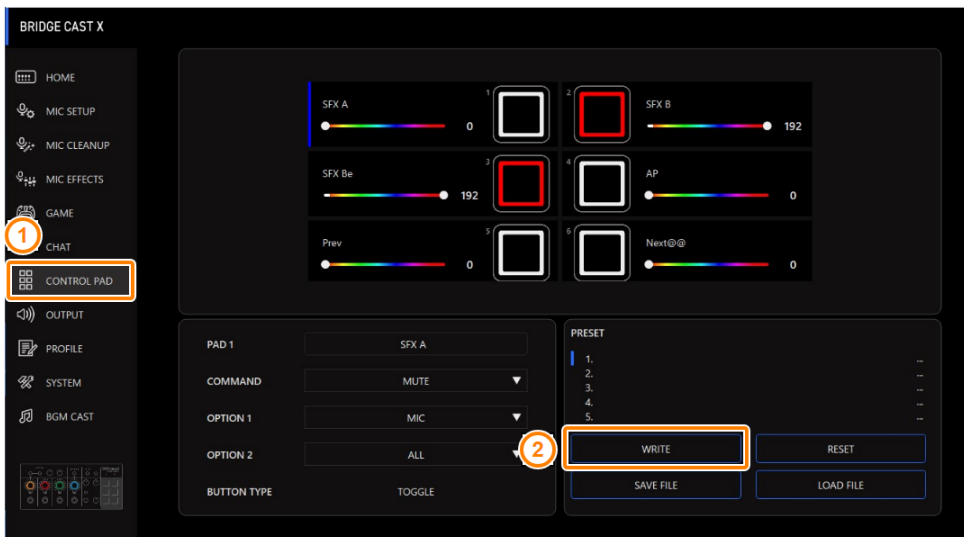 BRIDGE CAST X
HOME
MIC SETUP
MIC CLEANUP
MIC EFFECTS
GAME
1
CHAT
CONTROL PAD
OUTPUT
PROFILE
SYSTEM
BGM CAST
SFX A
0
1
2
SFX B
192
SFX Be
192
3
4
AP
0
Prev
0
5
6
Next@@
0
PAD 1 SFX A
COMMAND MUTE
OPTION 1 MIC
OPTION 2 ALL
BUTTON TYPE TOGGLE
PRESET
1. ...
2. ...
3. ...
4. ...
5. ...
2
WRITE RESET
SAVE FILE LOAD FILE